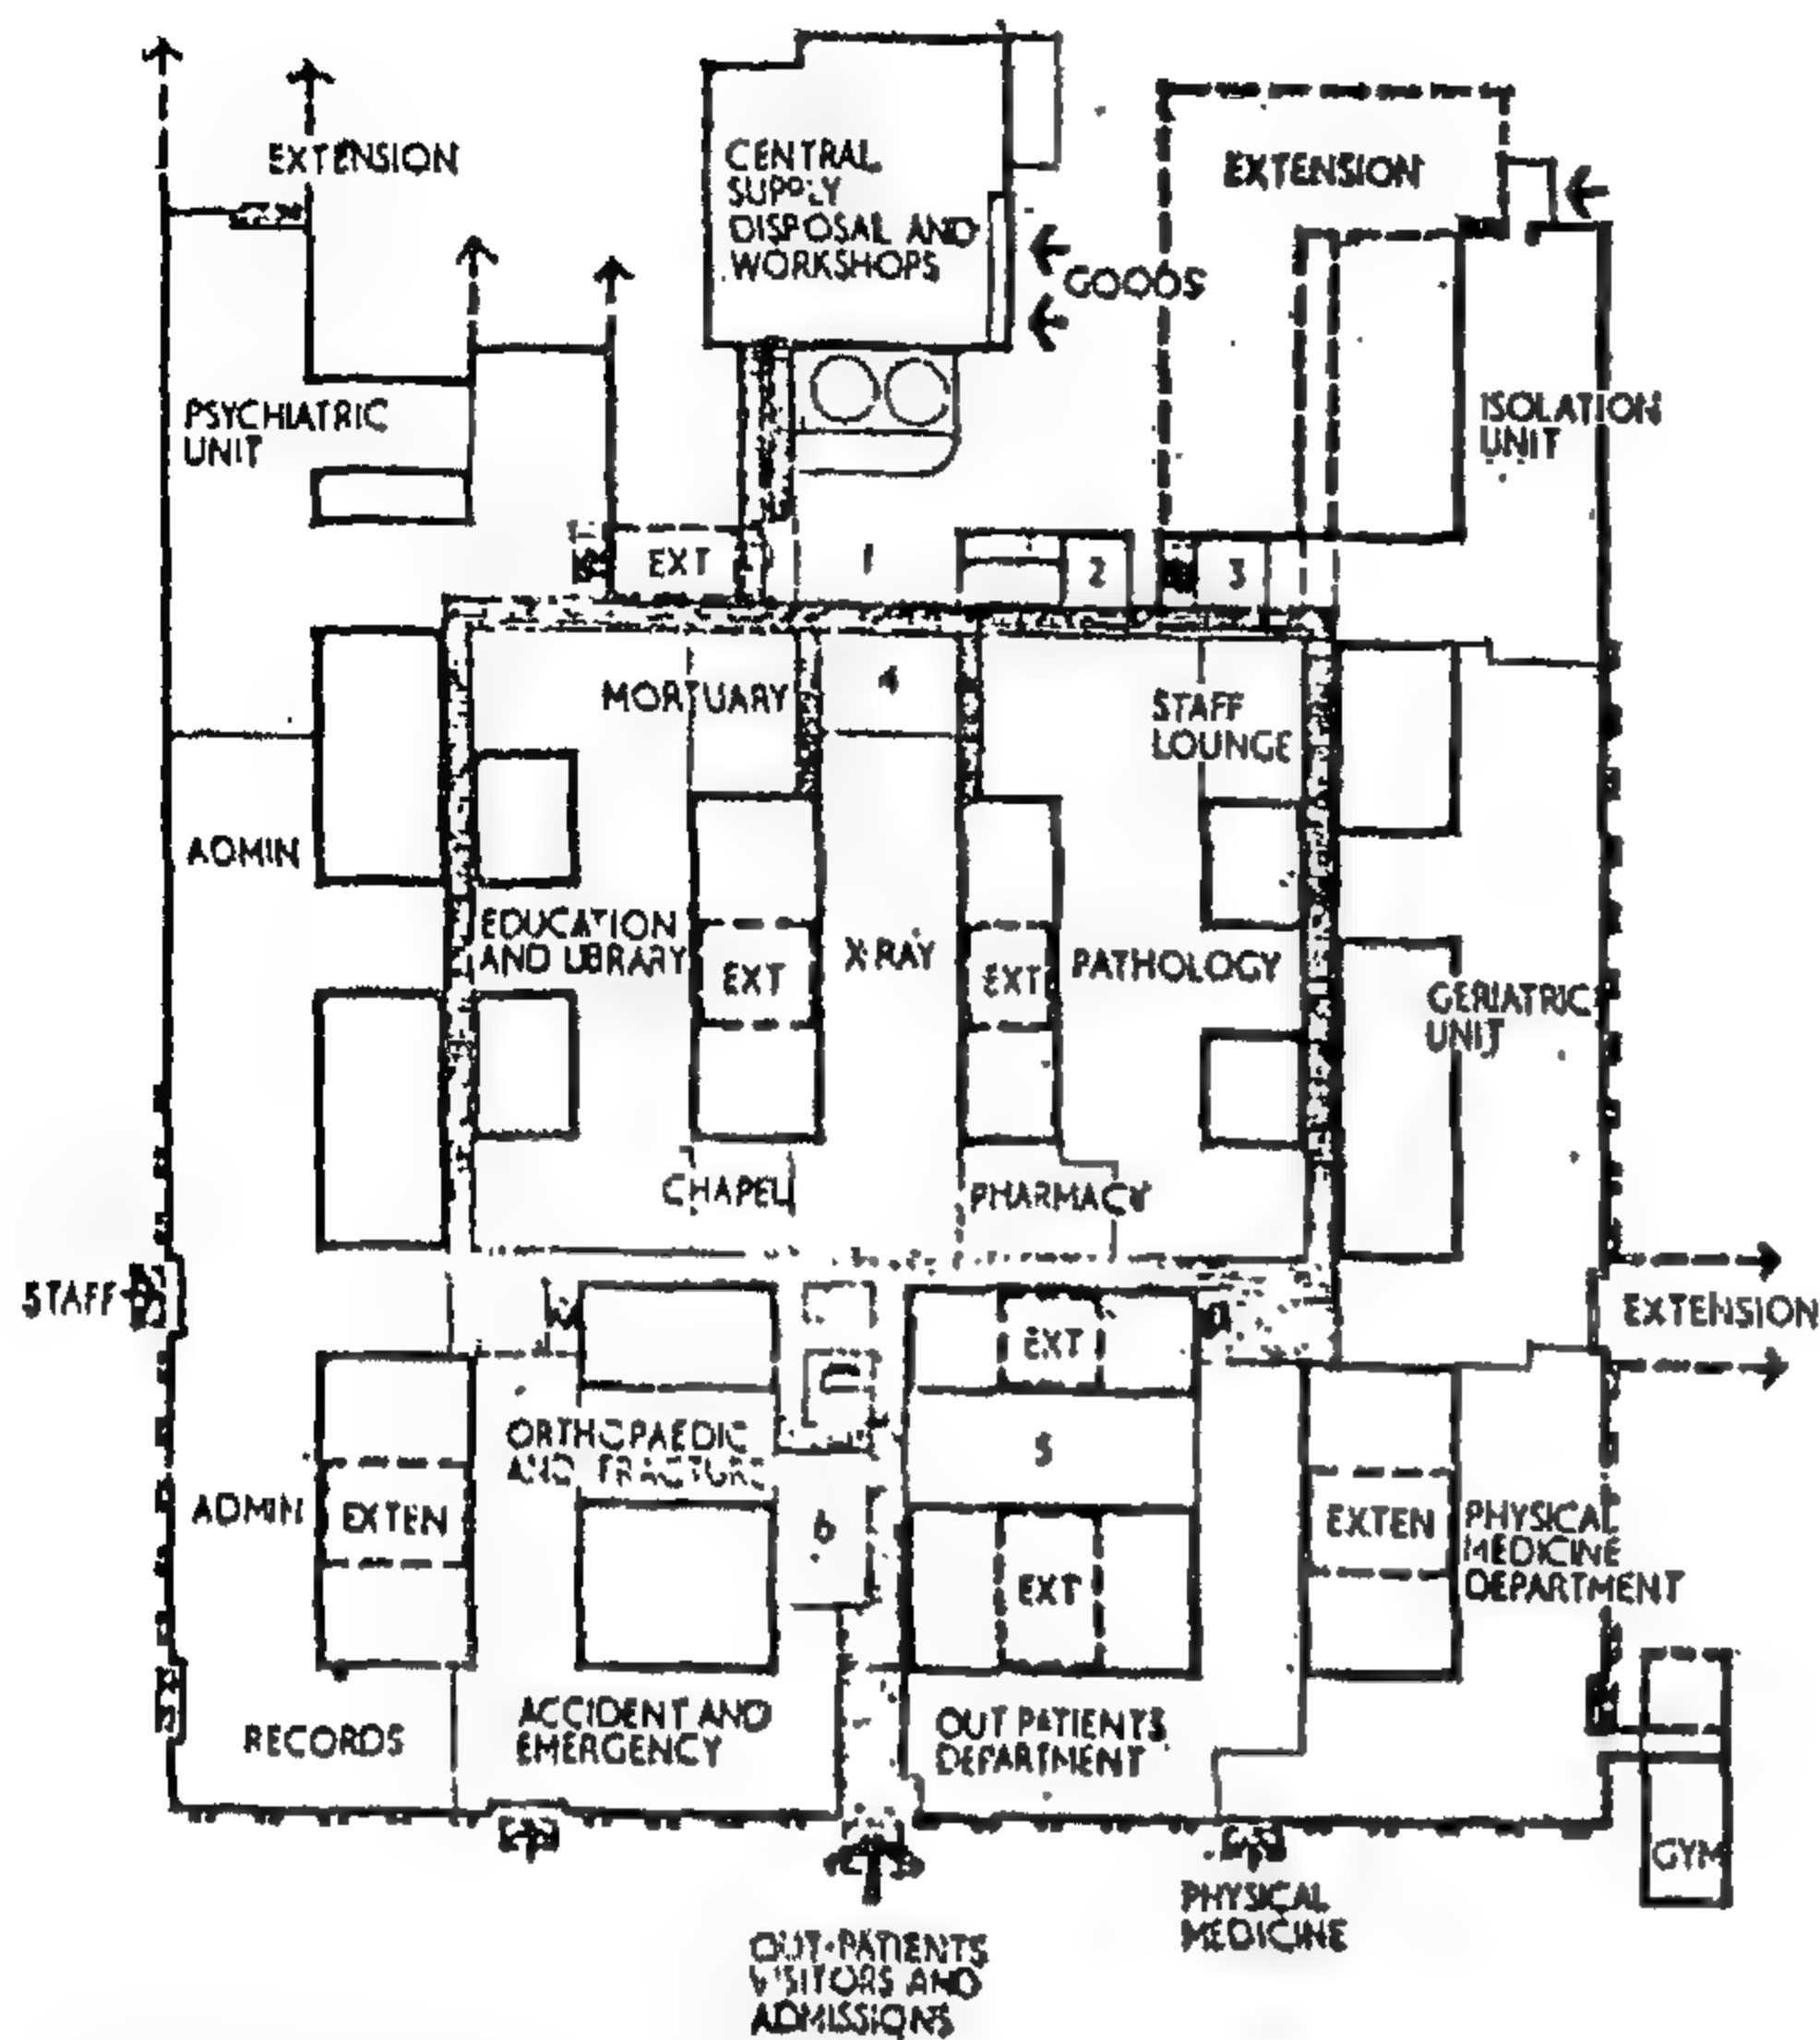 EXTENSION
CENTRAL
SUPPLY
DISPOSAL AND
WORKSHOPS
EXTENSION
GOODS
PSYCHIATRIC
UNIT
ISOLATION
UNIT
EXT
1
2
3
MORTUARY
4
STAFF
LOUNGE
ADMIN
EDUCATION
AND LIBRARY
EXT
X·RAY
EXT
PATHOLOGY
GERIATRIC
UNIT
CHAPEL
PHARMACY
STAFF
EXT
EXTENSION
ORTHOPAEDIC
AND FRACTURE
5
ADMIN
EXTEN
6
EXT
EXTEN
PHYSICAL
MEDICINE
DEPARTMENT
RECORDS
ACCIDENT AND
EMERGENCY
OUT PATIENTS
DEPARTMENT
GYM
PHYSICAL
MEDICINE
OUT-PATIENTS
VISITORS AND
ADMISSIONS